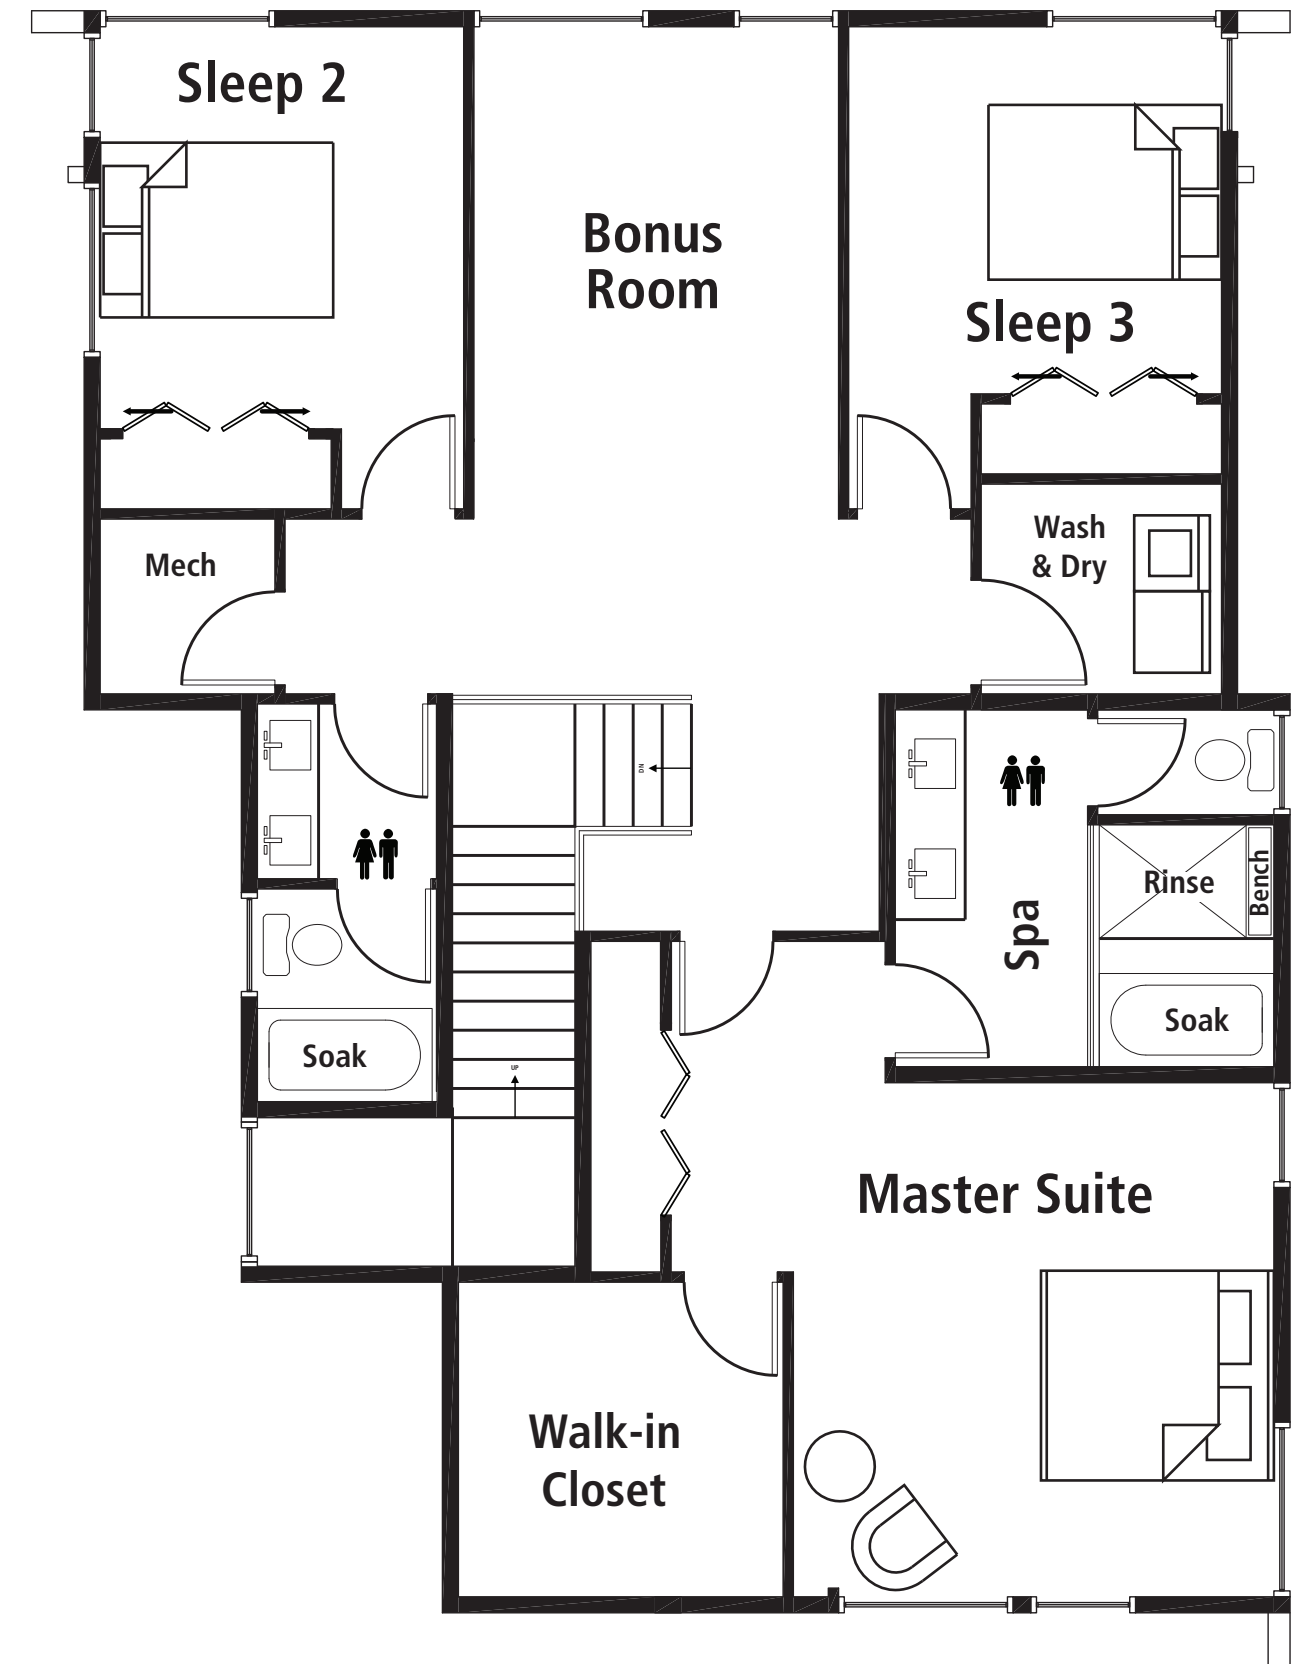 Sleep 2
Bonus
Room
Sleep 3
Wash
& Dry
Mech
DN
Rinse
Bench
Spa
Soak
Soak
UP
Master Suite
Walk-in
Closet